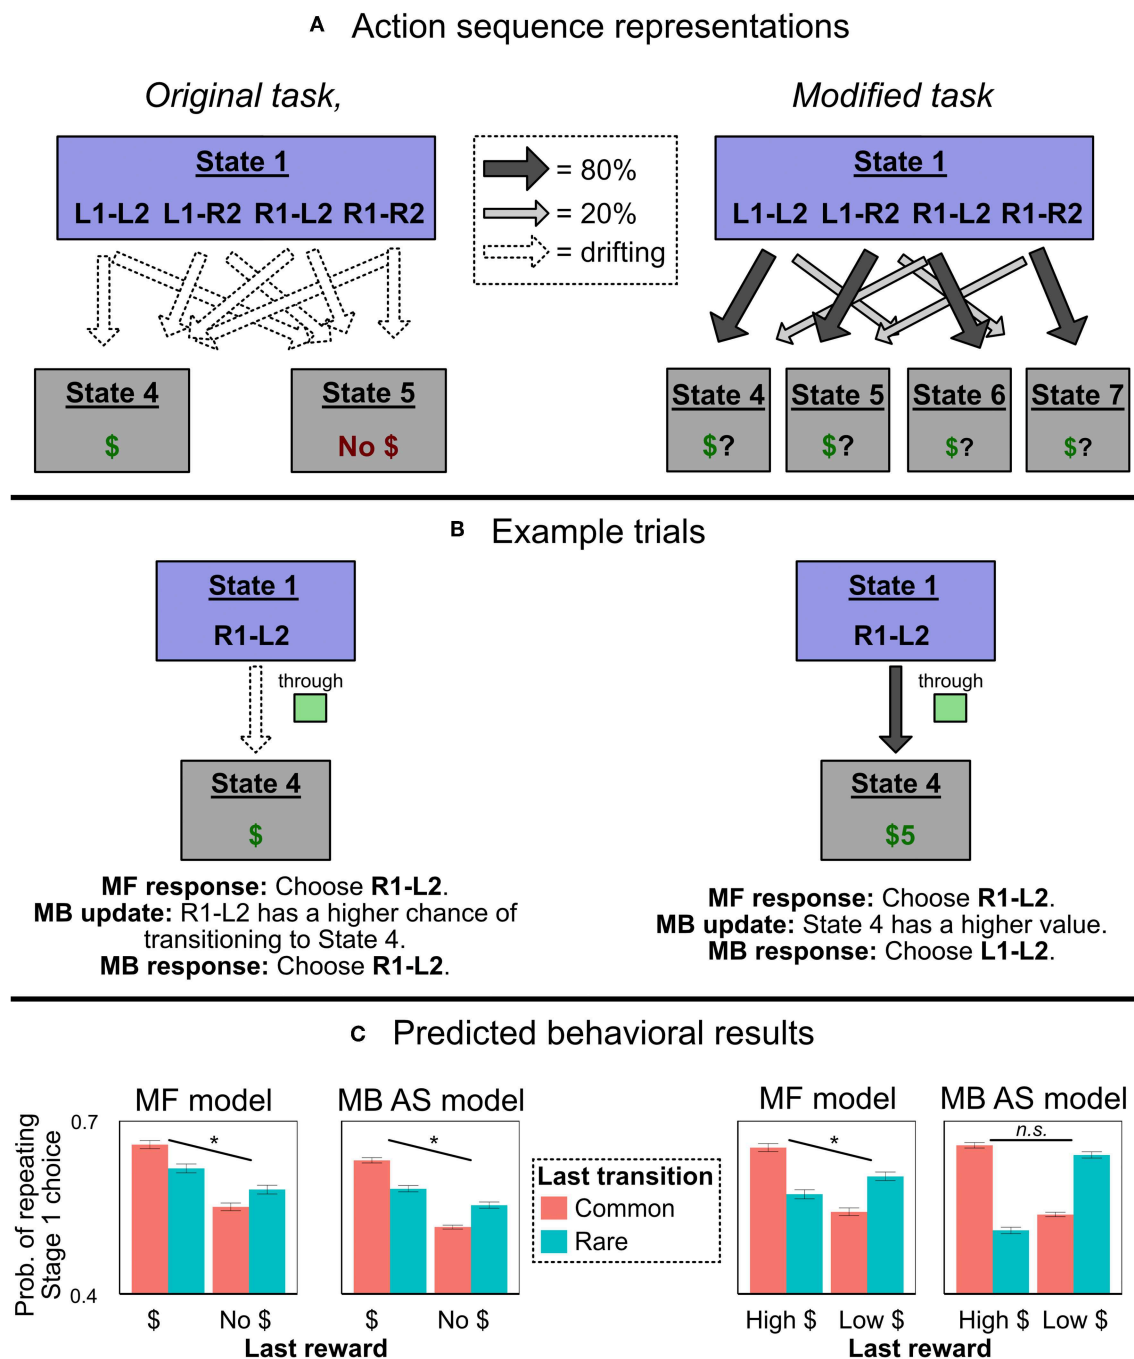 A Action sequence representations
Original task,
Modified task
State 1
L1-L2 L1-R2 R1-L2 R1-R2
= 80%
= 20%
= drifting
State 1
L1-L2 L1-R2 R1-L2 R1-R2
State 4
$
State 5
No $
State 4
$?
State 5
$?
State 6
$?
State 7
$?
B Example trials
State 1
R1-L2
through
State 4
$
MF response: Choose R1-L2.
MB update: R1-L2 has a higher chance of
transitioning to State 4.
MB response: Choose R1-L2.
State 1
R1-L2
through
State 4
$5
MF response: Choose R1-L2.
MB update: State 4 has a higher value.
MB response: Choose L1-L2.
C Predicted behavioral results
Prob. of repeating
Stage 1 choice
0.7
0.4
MF model
*
$ No $
MB AS model
*
$ No $
Last reward
Last transition
Common
Rare
MF model
*
High $ Low $
MB AS model
n.s.
High $ Low $
Last reward